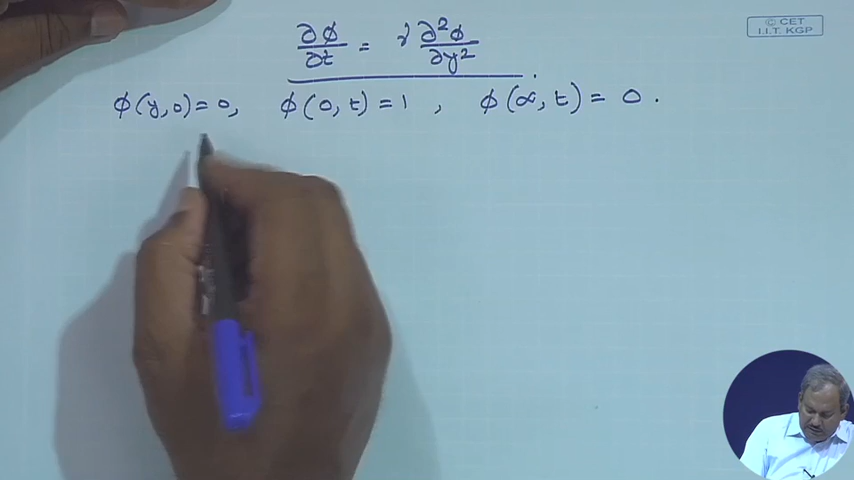 © CET
I.I.T. KGP
∂ϕ/∂t = ν ∂²ϕ/∂y² .
ϕ(y,0)=0, ϕ(0,t)=1, ϕ(∞,t)=0.